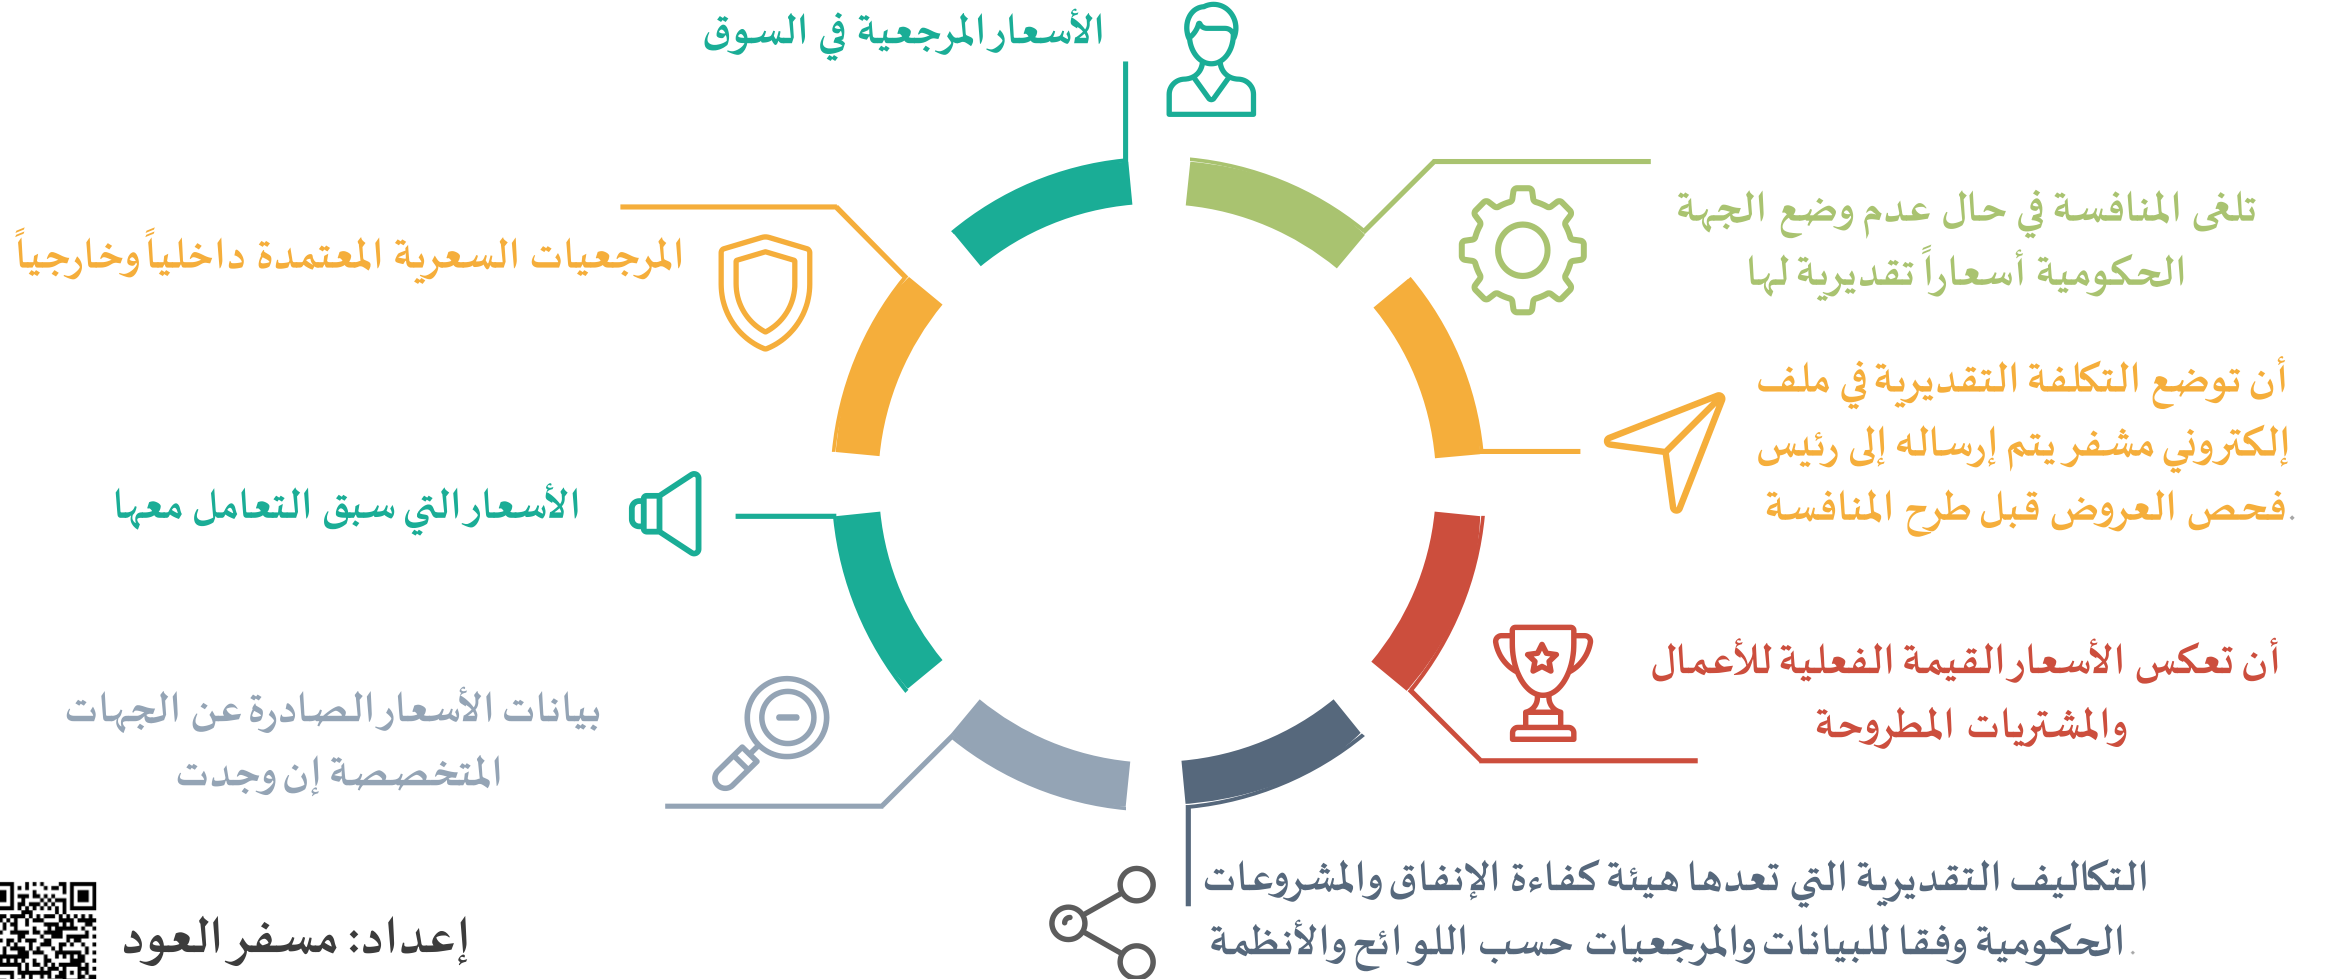 الأسعار المرجعية في السوق
تلغى المنافسة في حال عدم وضع الجهة
الحكومية أسعاراً تقديرية لها
أن توضع التكلفة التقديرية في ملف
إلكتروني مشفر يتم إرساله إلى رئيس
فحص العروض قبل طرح المنافسة.
أن تعكس الأسعار القيمة الفعلية للأعمال
والمشتريات المطروحة
التكاليف التقديرية التي تعدها هيئة كفاءة الإنفاق والمشروعات
الحكومية وفقا للبيانات والمرجعيات حسب اللوائح والأنظمة.
المرجعيات السعرية المعتمدة داخلياً وخارجياً
الأسعار التي سبق التعامل معها
بيانات الأسعار الصادرة عن الجهات
المتخصصة إن وجدت
إعداد: مسفر العود